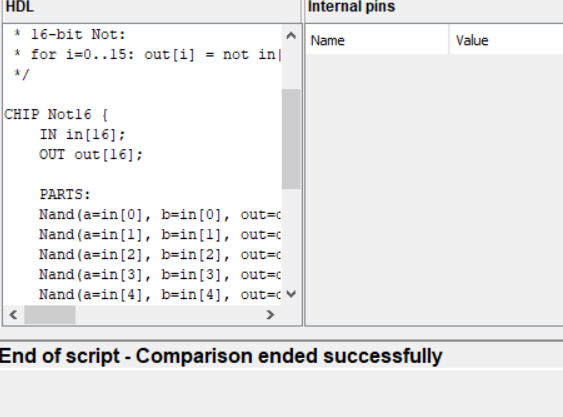 HDL
Internal pins
* 16-bit Not:
* for i=0..15: out[i] = not in[
*/
Name
Value
CHIP Not16 {
IN in[16];
OUT out[16];
PARTS:
Nand(a=in[0], b=in[0], out=
Nand(a=in[1], b=in[1], out=
Nand(a=in[2], b=in[2], out=
Nand(a=in[3], b=in[3], out=
Nand(a=in[4], b=in[4], out=
End of script - Comparison ended successfully